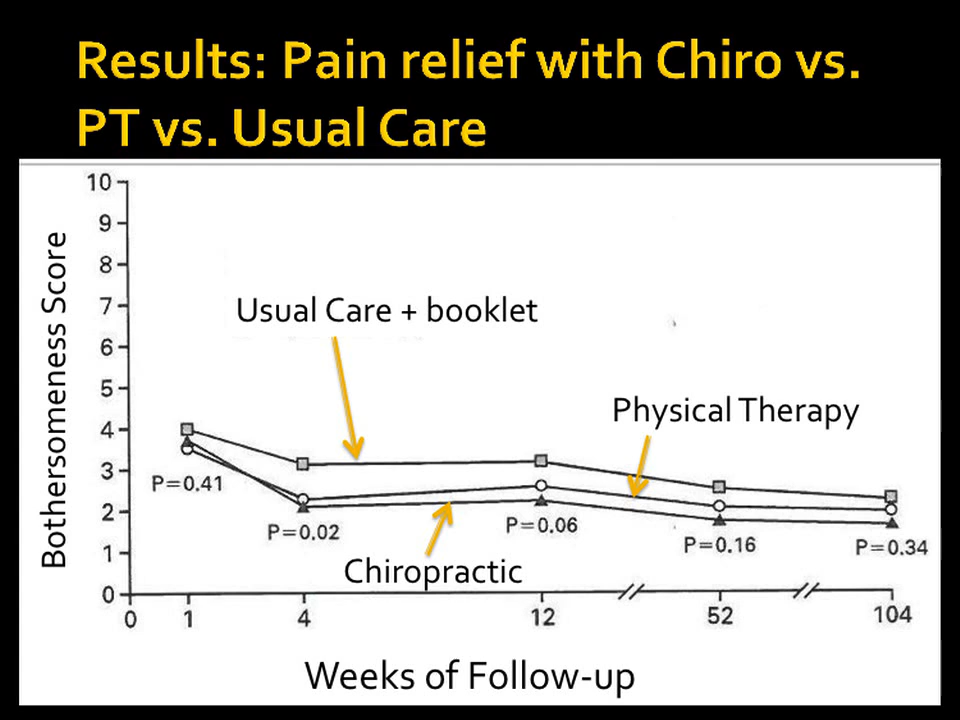 Results: Pain relief with Chiro vs.
PT vs. Usual Care
Bothersomeness Score
10
9
8
7
6
5
4
3
2
1
0
Usual Care + booklet
Physical Therapy
Chiropractic
P=0.41
P=0.02
P=0.06
P=0.16
P=0.34
0 1 4 12 52 104
Weeks of Follow-up